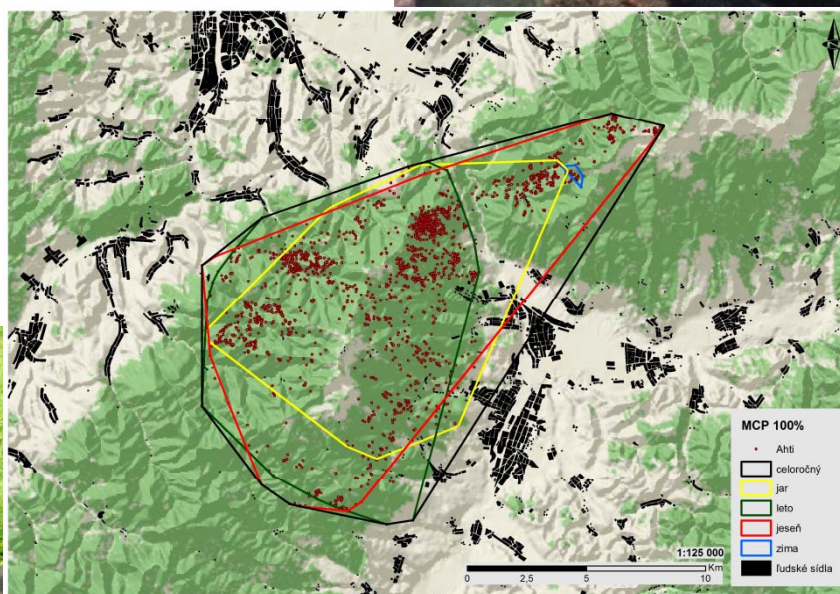 MCP 100%
Ahti
celoročný
jar
leto
jeseň
zima
ľudské sídla
1:125 000
Km
0 2,5 5 10